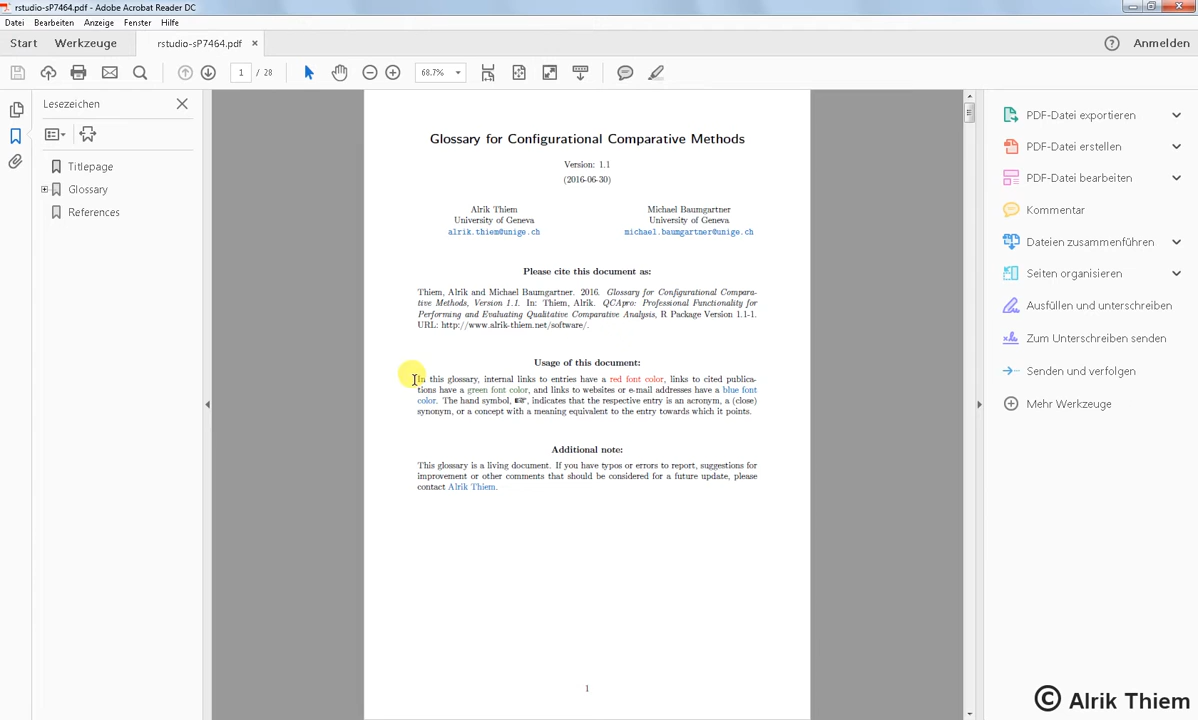 rstudio-sP7464.pdf - Adobe Acrobat Reader DC
Datei Bearbeiten Anzeige Fenster Hilfe
Start Werkzeuge rstudio-sP7464.pdf × Anmelden
1 / 28 68.7%
Lesezeichen
Titlepage
Glossary
References
Glossary for Configurational Comparative Methods
Version: 1.1
(2016-06-30)
Alrik Thiem
University of Geneva
alrik.thiem@unige.ch
Michael Baumgartner
University of Geneva
michael.baumgartner@unige.ch
Please cite this document as:
Thiem, Alrik and Michael Baumgartner. 2016. Glossary for Configurational Compara-
tive Methods, Version 1.1. In: Thiem, Alrik. QCApro: Professional Functionality for
Performing and Evaluating Qualitative Comparative Analysis, R Package Version 1.1-1.
URL: http://www.alrik-thiem.net/software/.
Usage of this document:
In this glossary, internal links to entries have a red font color, links to cited publica-
tions have a green font color, and links to websites or e-mail addresses have a blue font
color. The hand symbol, ☞, indicates that the respective entry is an acronym, a (close)
synonym, or a concept with a meaning equivalent to the entry towards which it points.
Additional note:
This glossary is a living document. If you have typos or errors to report, suggestions for
improvement or other comments that should be considered for a future update, please
contact Alrik Thiem.
1
PDF-Datei exportieren
PDF-Datei erstellen
PDF-Datei bearbeiten
Kommentar
Dateien zusammenführen
Seiten organisieren
Ausfüllen und unterschreiben
Zum Unterschreiben senden
Senden und verfolgen
Mehr Werkzeuge
© Alrik Thiem